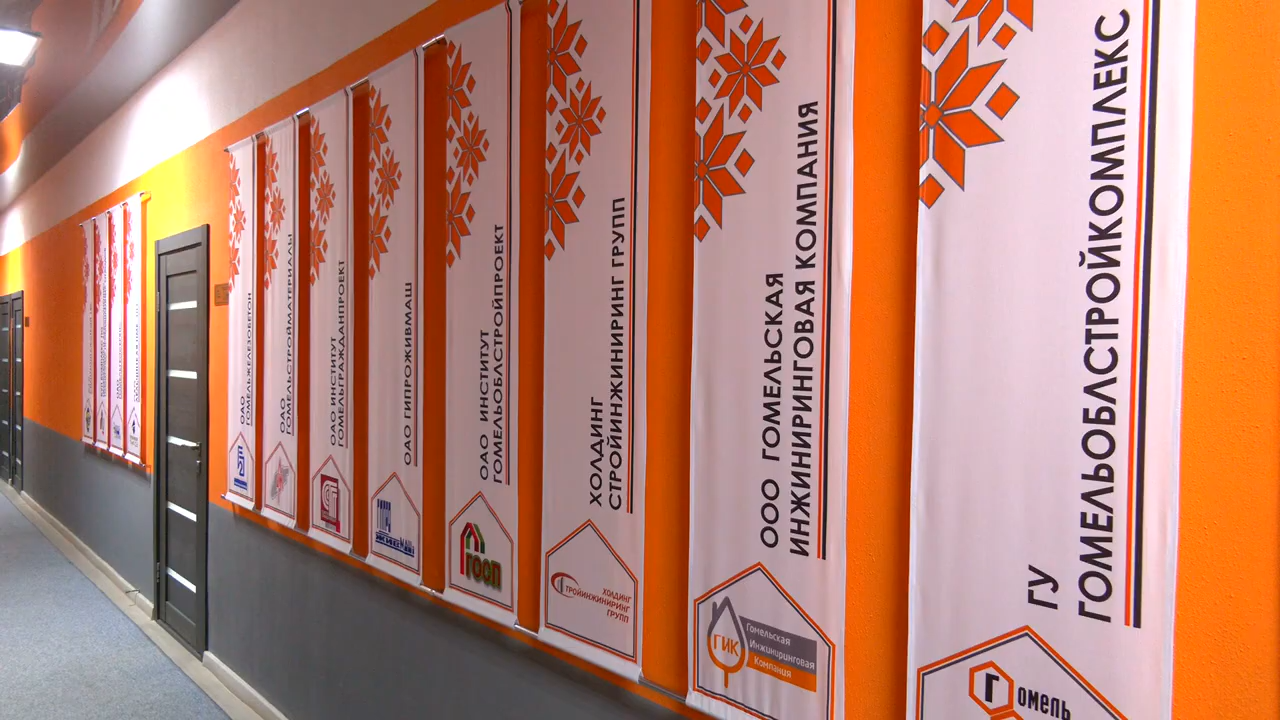 ОАО
ГОМЕЛЬЖЕЛЕЗОБЕТОН
ОАО
ГОМЕЛЬСТРОЙМАТЕРИАЛЫ
ОАО ИНСТИТУТ
ГОМЕЛЬГРАЖДАНПРОЕКТ
ОАО ГИПРОЖИВМАШ
ОАО ИНСТИТУТ
ГОМЕЛЬОБЛСТРОЙПРОЕКТ
ГОСП
ХОЛДИНГ
СТРОЙИНЖИНИРИНГ ГРУПП
ХОЛДИНГ
СТРОЙИНЖИНИРИНГ
ГРУПП
ООО ГОМЕЛЬСКАЯ
ИНЖИНИРИНГОВАЯ КОМПАНИЯ
ГИК
Гомельская
Инжиниринговая
Компания
ГУ
ГОМЕЛЬОБЛСТРОЙКОМПЛЕКС
Гомель